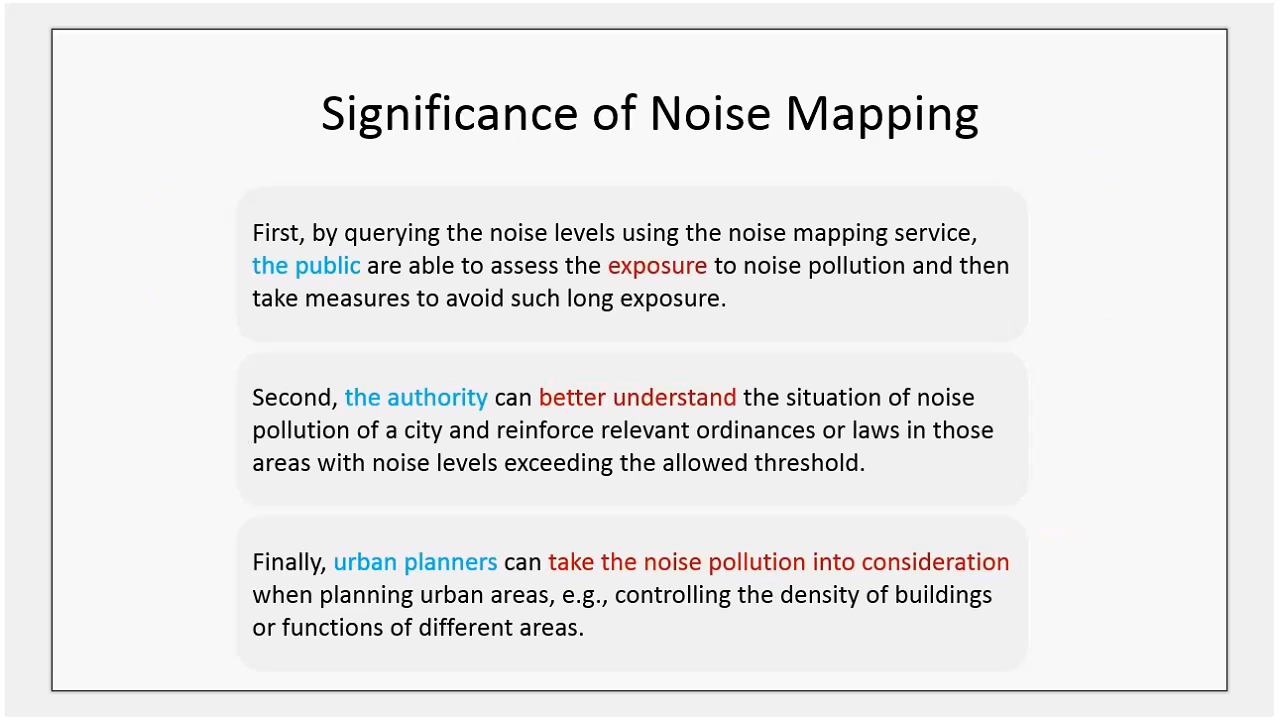 Significance of Noise Mapping
First, by querying the noise levels using the noise mapping service,
the public are able to assess the exposure to noise pollution and then
take measures to avoid such long exposure.
Second, the authority can better understand the situation of noise
pollution of a city and reinforce relevant ordinances or laws in those
areas with noise levels exceeding the allowed threshold.
Finally, urban planners can take the noise pollution into consideration
when planning urban areas, e.g., controlling the density of buildings
or functions of different areas.